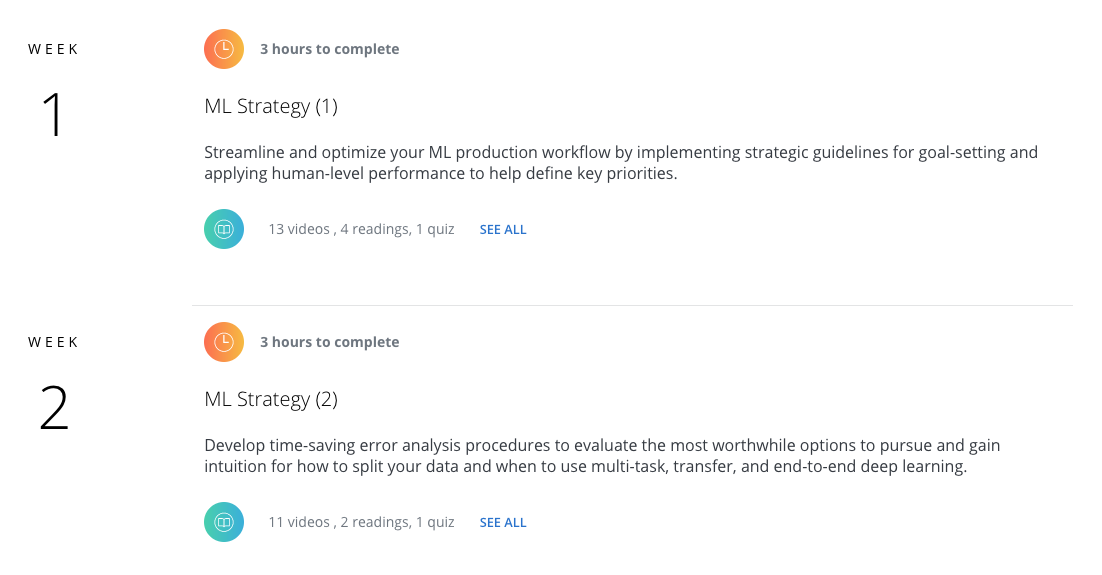 WEEK
1
3 hours to complete
ML Strategy (1)
Streamline and optimize your ML production workflow by implementing strategic guidelines for goal-setting and
applying human-level performance to help define key priorities.
13 videos , 4 readings, 1 quiz SEE ALL
WEEK
2
3 hours to complete
ML Strategy (2)
Develop time-saving error analysis procedures to evaluate the most worthwhile options to pursue and gain
intuition for how to split your data and when to use multi-task, transfer, and end-to-end deep learning.
11 videos , 2 readings, 1 quiz SEE ALL